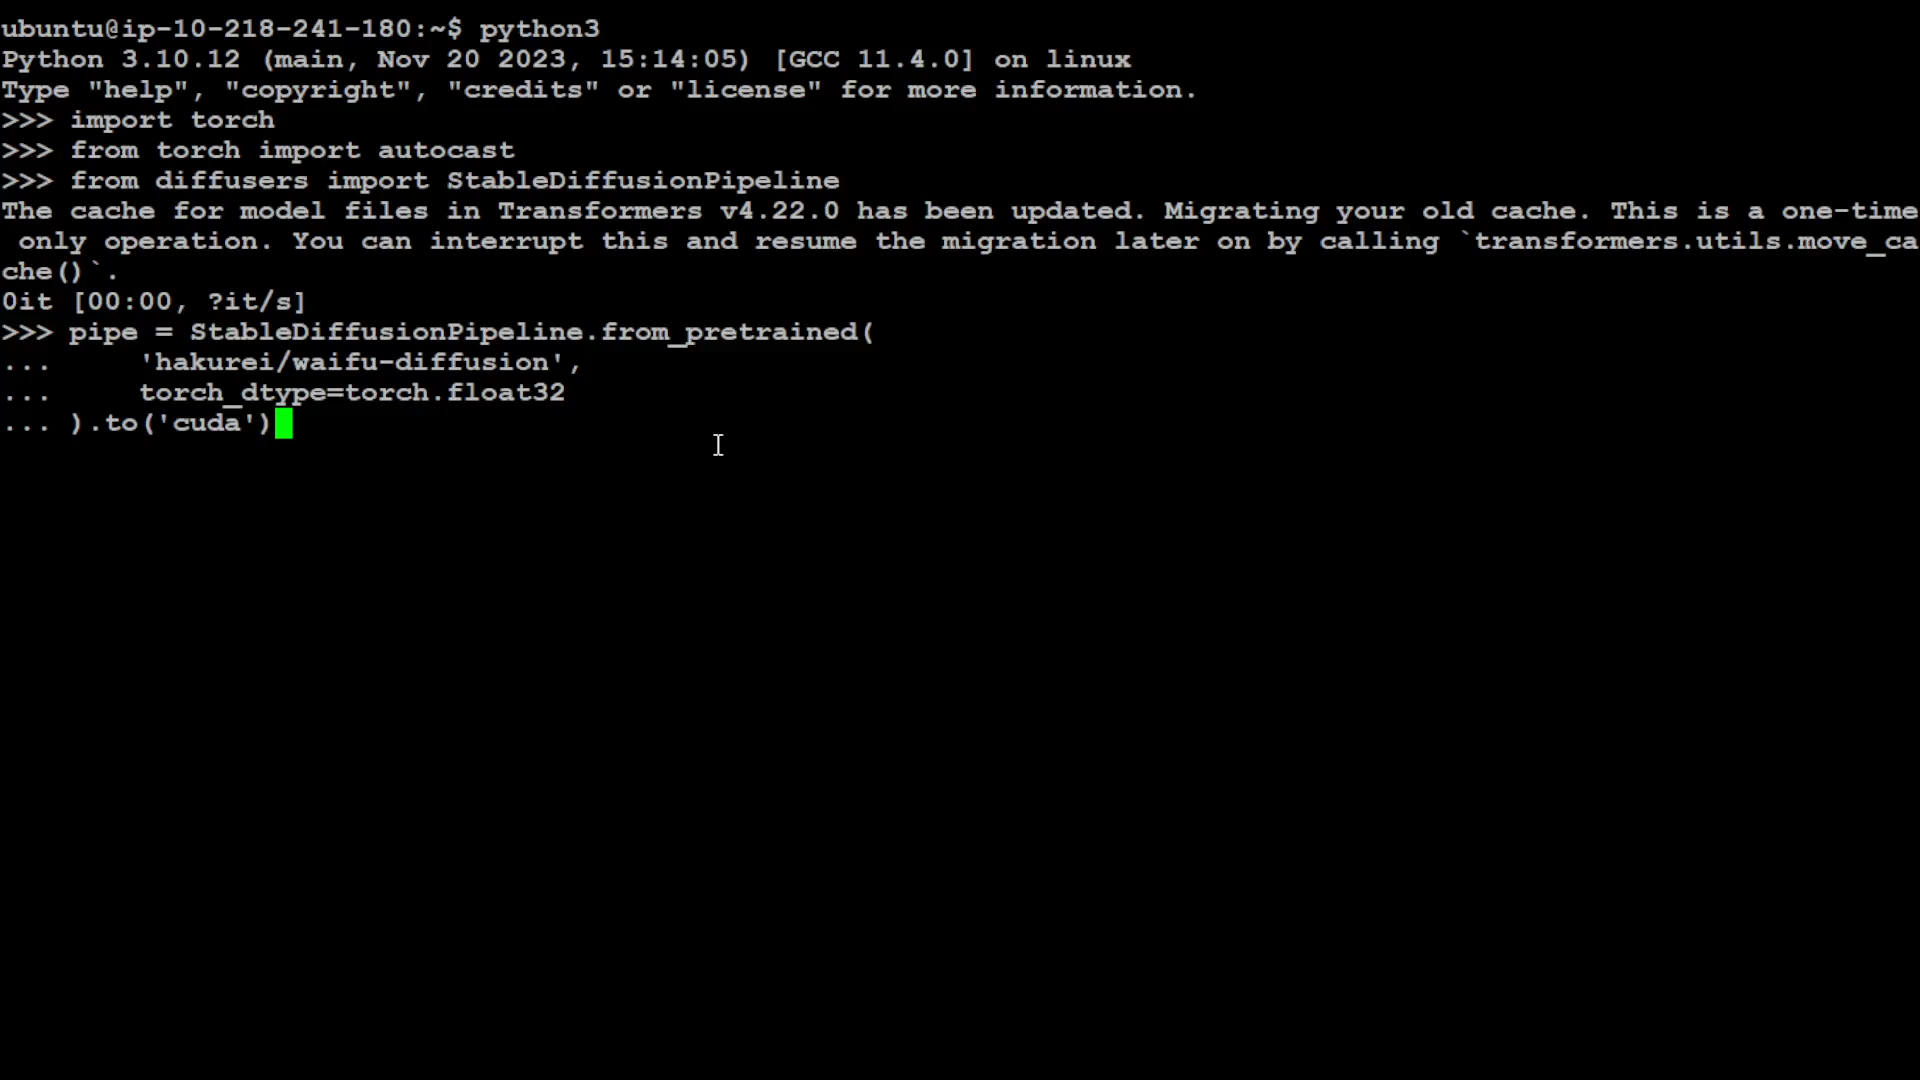 ubuntu@ip-10-218-241-180:~$ python3
Python 3.10.12 (main, Nov 20 2023, 15:14:05) [GCC 11.4.0] on linux
Type "help", "copyright", "credits" or "license" for more information.
>>> import torch
>>> from torch import autocast
>>> from diffusers import StableDiffusionPipeline
The cache for model files in Transformers v4.22.0 has been updated. Migrating your old cache. This is a one-time
 only operation. You can interrupt this and resume the migration later on by calling `transformers.utils.move_ca
che()`.
0it [00:00, ?it/s]
>>> pipe = StableDiffusionPipeline.from_pretrained(
...     'hakurei/waifu-diffusion',
...     torch_dtype=torch.float32
... ).to('cuda')